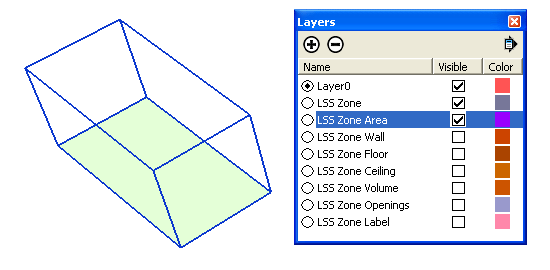 Layers
Name Visible Color
Layer0
LSS Zone
LSS Zone Area
LSS Zone Wall
LSS Zone Floor
LSS Zone Ceiling
LSS Zone Volume
LSS Zone Openings
LSS Zone Label